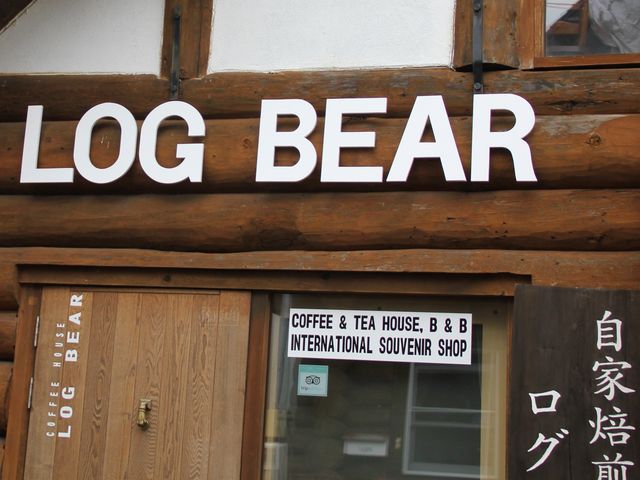 LOG BEAR
COFFEE & TEA HOUSE, B & B
INTERNATIONAL SOUVENIR SHOP
COFFEE HOUSE
LOG BEAR
自家焙煎
ログ